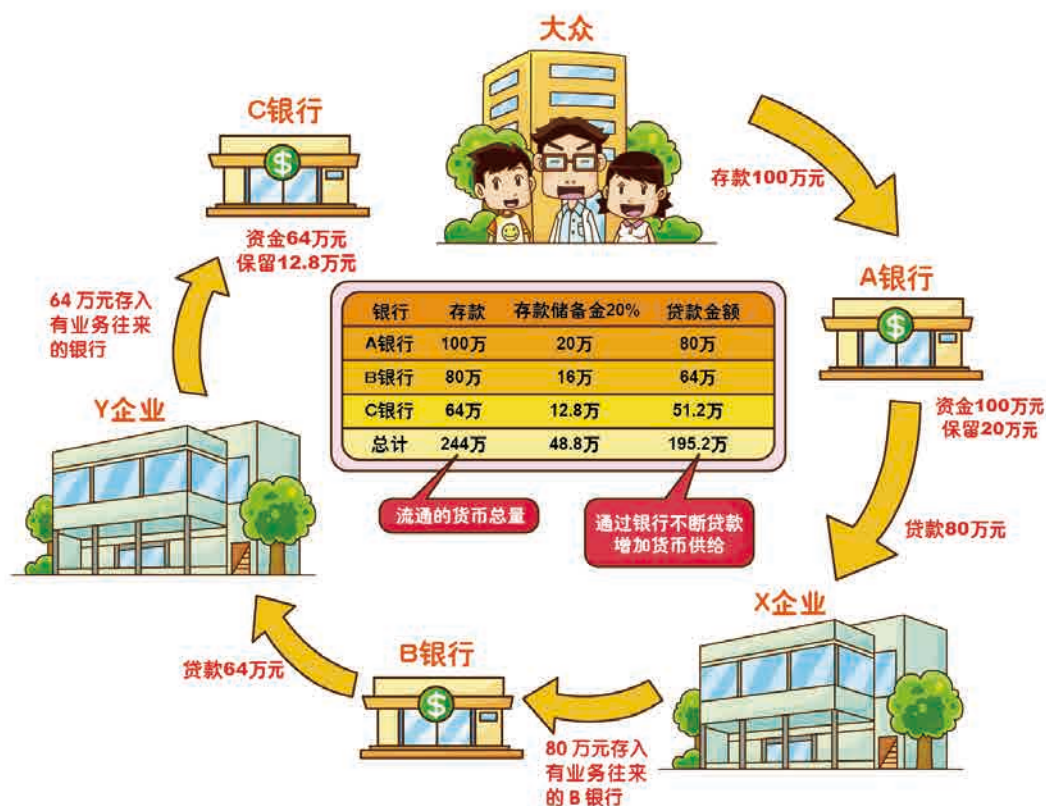 大众
C银行
存款100万元
资金64万元
保留12.8万元
A银行
64 万元存入
有业务往来
的银行
银行 存款 存款储备金20% 贷款金额
A银行 100万 20万 80万
B银行 80万 16万 64万
C银行 64万 12.8万 51.2万
总计 244万 48.8万 195.2万
Y企业
资金100万元
保留20万元
流通的货币总量
通过银行不断贷款
增加货币供给
贷款80万元
X企业
B银行
贷款64万元
80 万元存入
有业务往来
的 B 银行
$
$
$